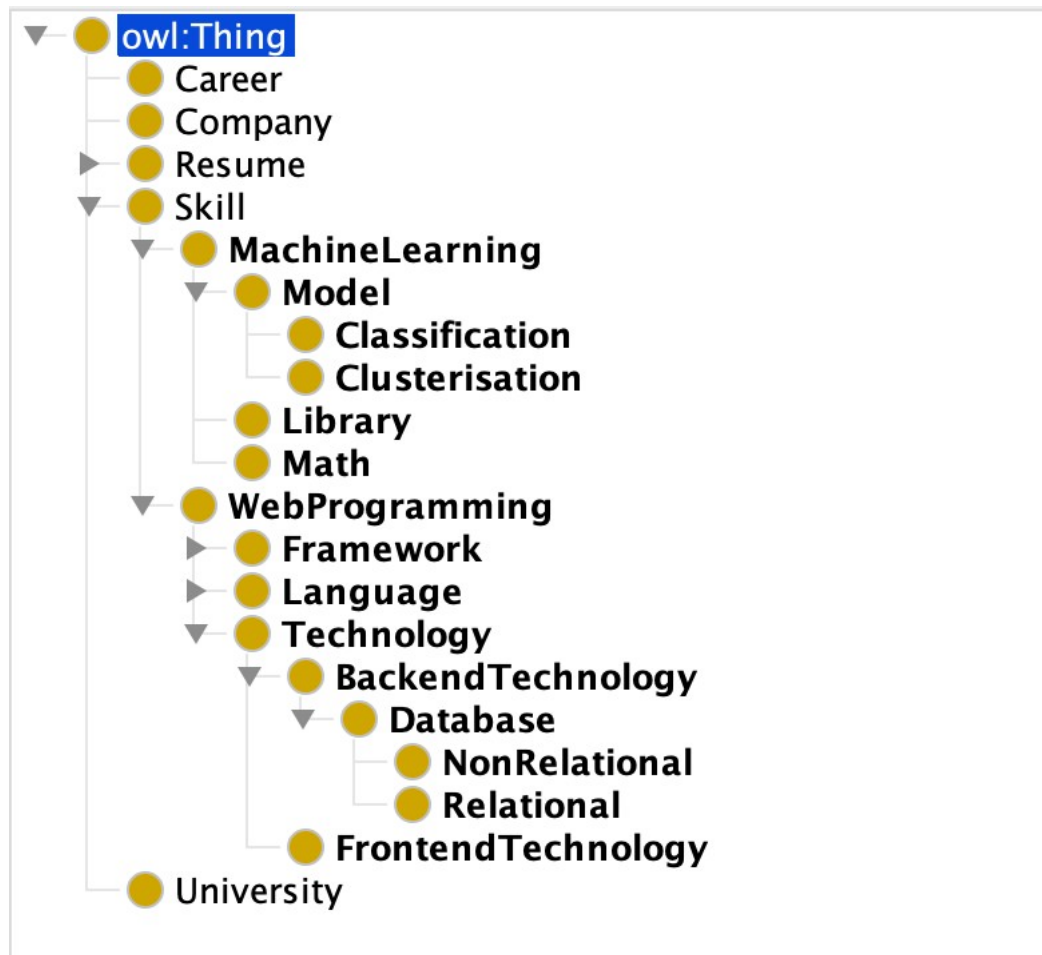 owl:Thing
Career
Company
Resume
Skill
MachineLearning
Model
Classification
Clusterisation
Library
Math
WebProgramming
Framework
Language
Technology
BackendTechnology
Database
NonRelational
Relational
FrontendTechnology
University